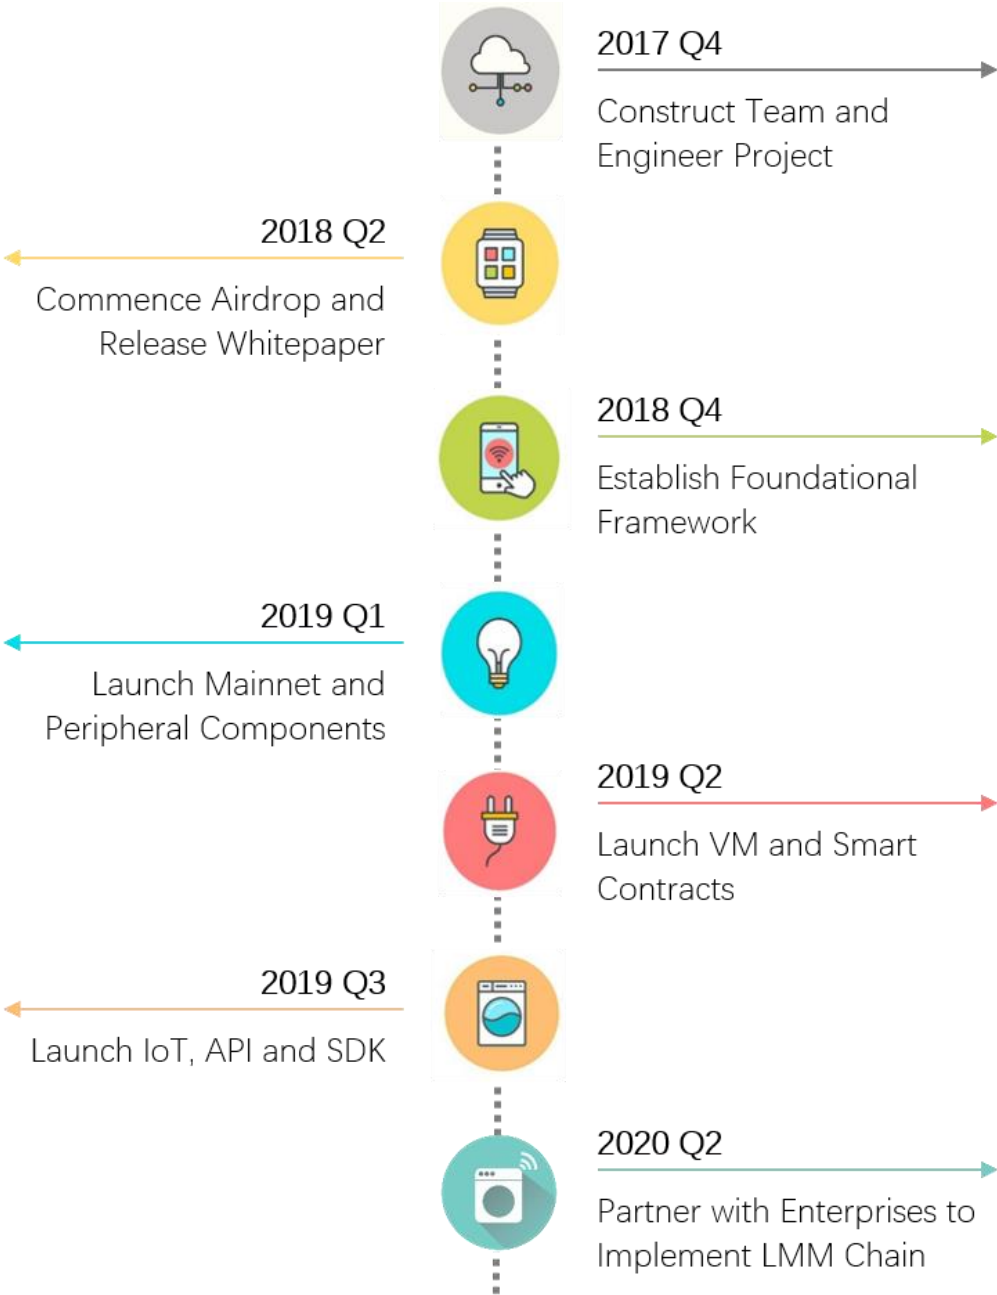 2017 Q4
Construct Team and
Engineer Project
2018 Q2
Commence Airdrop and
Release Whitepaper
2018 Q4
Establish Foundational
Framework
2019 Q1
Launch Mainnet and
Peripheral Components
2019 Q2
Launch VM and Smart
Contracts
2019 Q3
Launch IoT, API and SDK
2020 Q2
Partner with Enterprises to
Implement LMM Chain